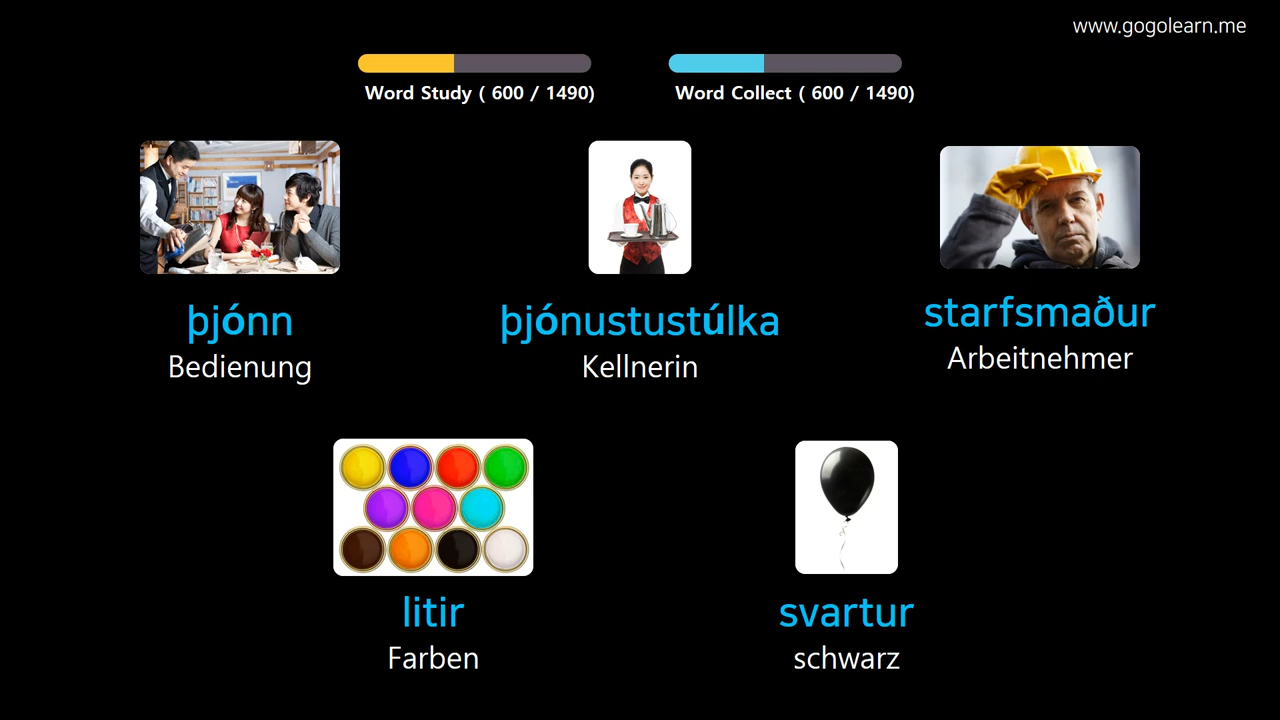 www.gogolearn.me
Word Study ( 600 / 1490)
Word Collect ( 600 / 1490)
þjónn
Bedienung
þjónustustúlka
Kellnerin
starfsmaður
Arbeitnehmer
litir
Farben
svartur
schwarz